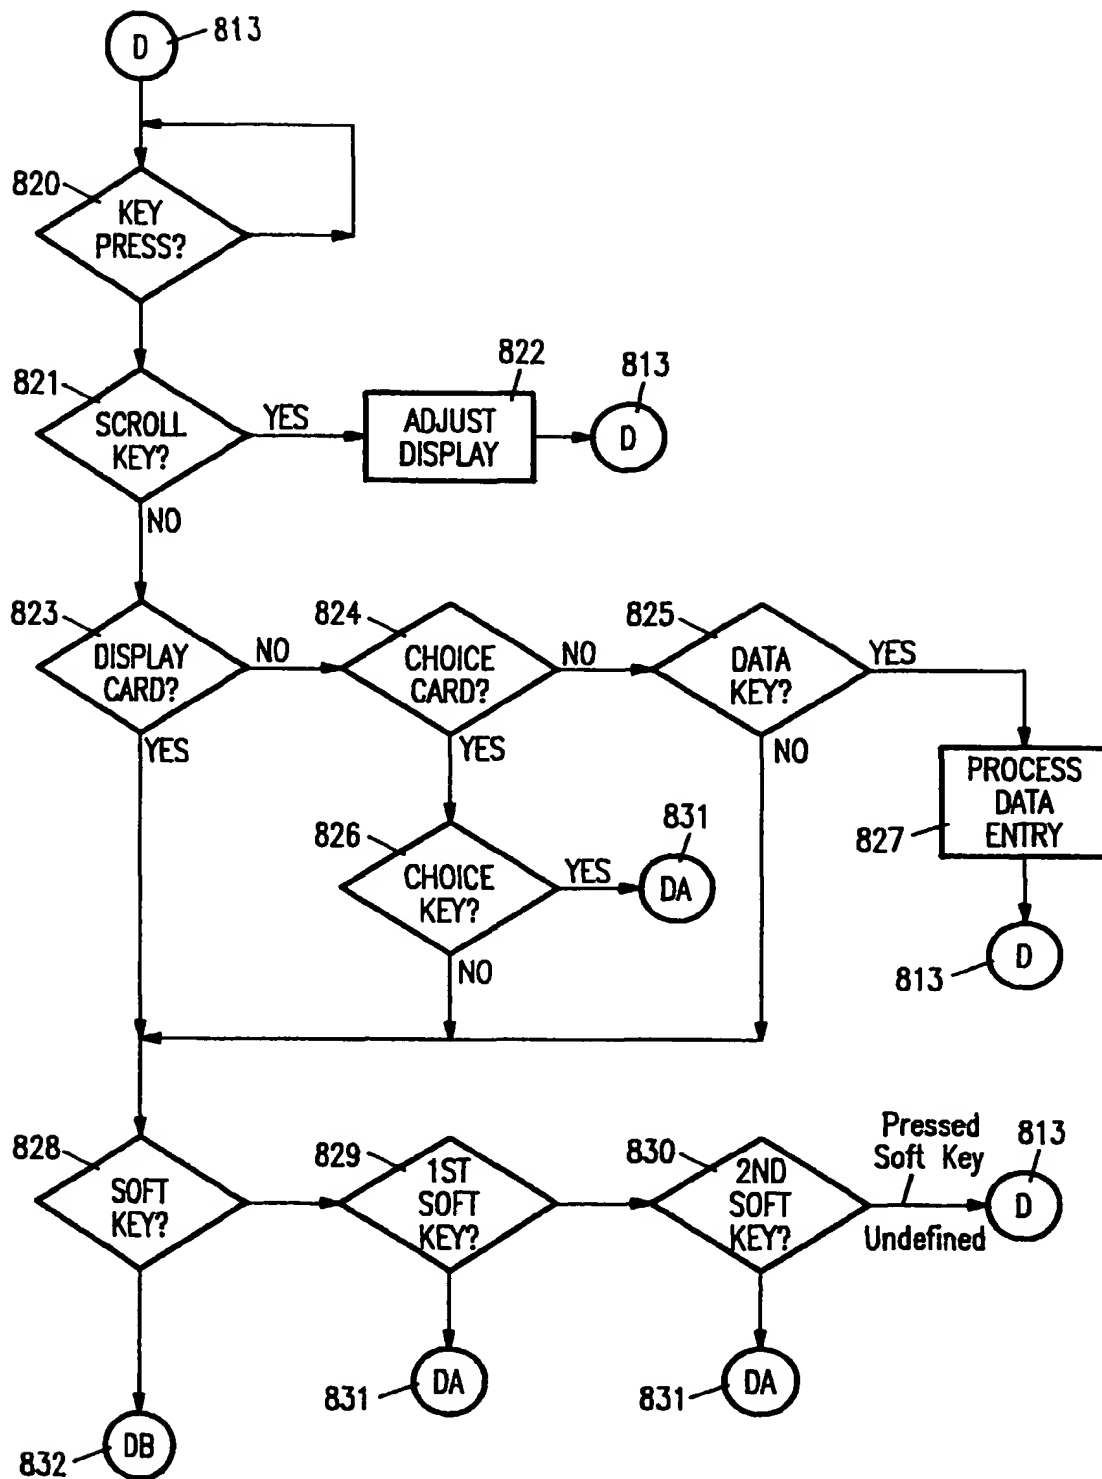 D
813
820
KEY
PRESS?
821
SCROLL
KEY?
YES
NO
822
ADJUST
DISPLAY
813
D
823
DISPLAY
CARD?
NO
YES
824
CHOICE
CARD?
NO
YES
825
DATA
KEY?
YES
NO
PROCESS
DATA
ENTRY
827
826
CHOICE
KEY?
YES
NO
831
DA
813
D
828
SOFT
KEY?
829
1ST
SOFT
KEY?
830
2ND
SOFT
KEY?
Pressed
Soft Key
Undefined
813
D
831
DA
831
DA
832
DB